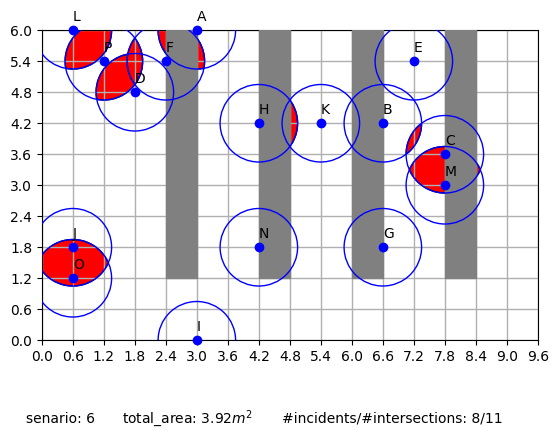 L A
6.0
P F E
5.4
D
4.8
H K B
4.2
C
3.6
M
3.0
2.4
J N G
1.8
O
1.2
0.6
I
0.0
0.0 0.6 1.2 1.8 2.4 3.0 3.6 4.2 4.8 5.4 6.0 6.6 7.2 7.8 8.4 9.6
senario: 6 total_area: 3.92m² #incidents/#intersections: 8/11